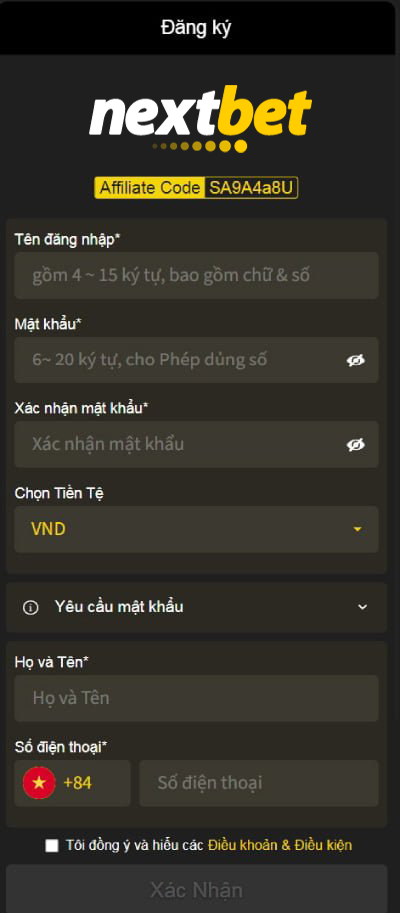 Đăng ký
nextbet
Affiliate Code SA9A4a8U
Tên đăng nhập*
gồm 4 ~ 15 ký tự, bao gồm chữ & số
Mật khẩu*
6~ 20 ký tự, cho Phép dủng số
Xác nhận mật khẩu*
Xác nhận mật khẩu
Chọn Tiền Tệ
VND
Yêu cầu mật khẩu
Họ và Tên*
Họ và Tên
Số điện thoại*
+84 Số điện thoại
Tôi đồng ý và hiểu các Điều khoản & Điều kiện
Xác Nhận